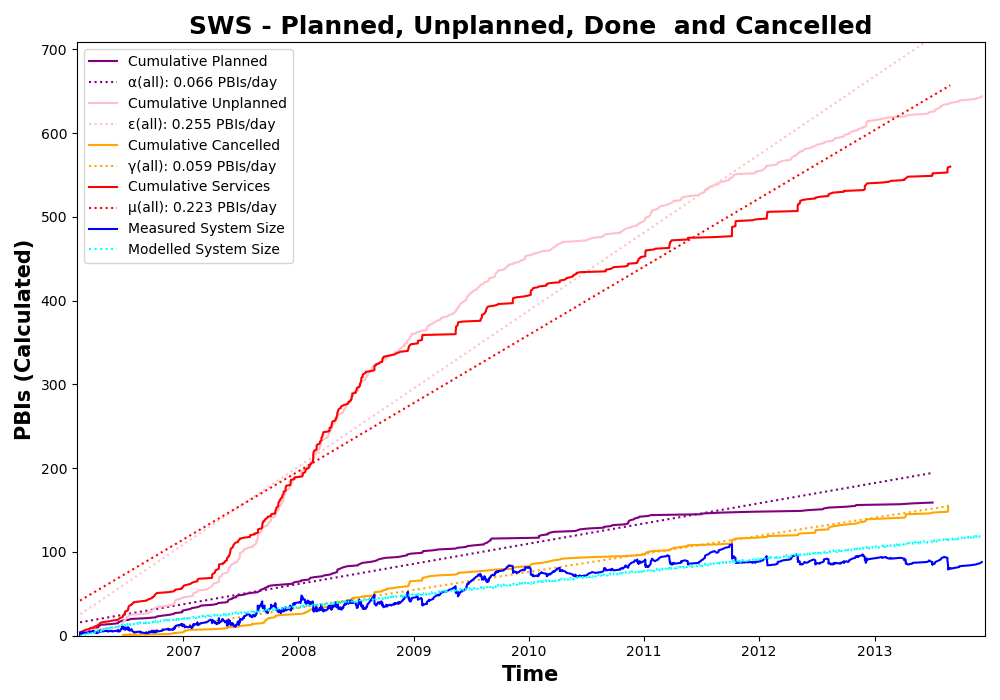 SWS - Planned, Unplanned, Done  and Cancelled
700
600
500
400
300
200
100
0
PBIs (Calculated)
Cumulative Planned
α(all): 0.066 PBIs/day
Cumulative Unplanned
ε(all): 0.255 PBIs/day
Cumulative Cancelled
γ(all): 0.059 PBIs/day
Cumulative Services
μ(all): 0.223 PBIs/day
Measured System Size
Modelled System Size
2007 2008 2009 2010 2011 2012 2013
Time